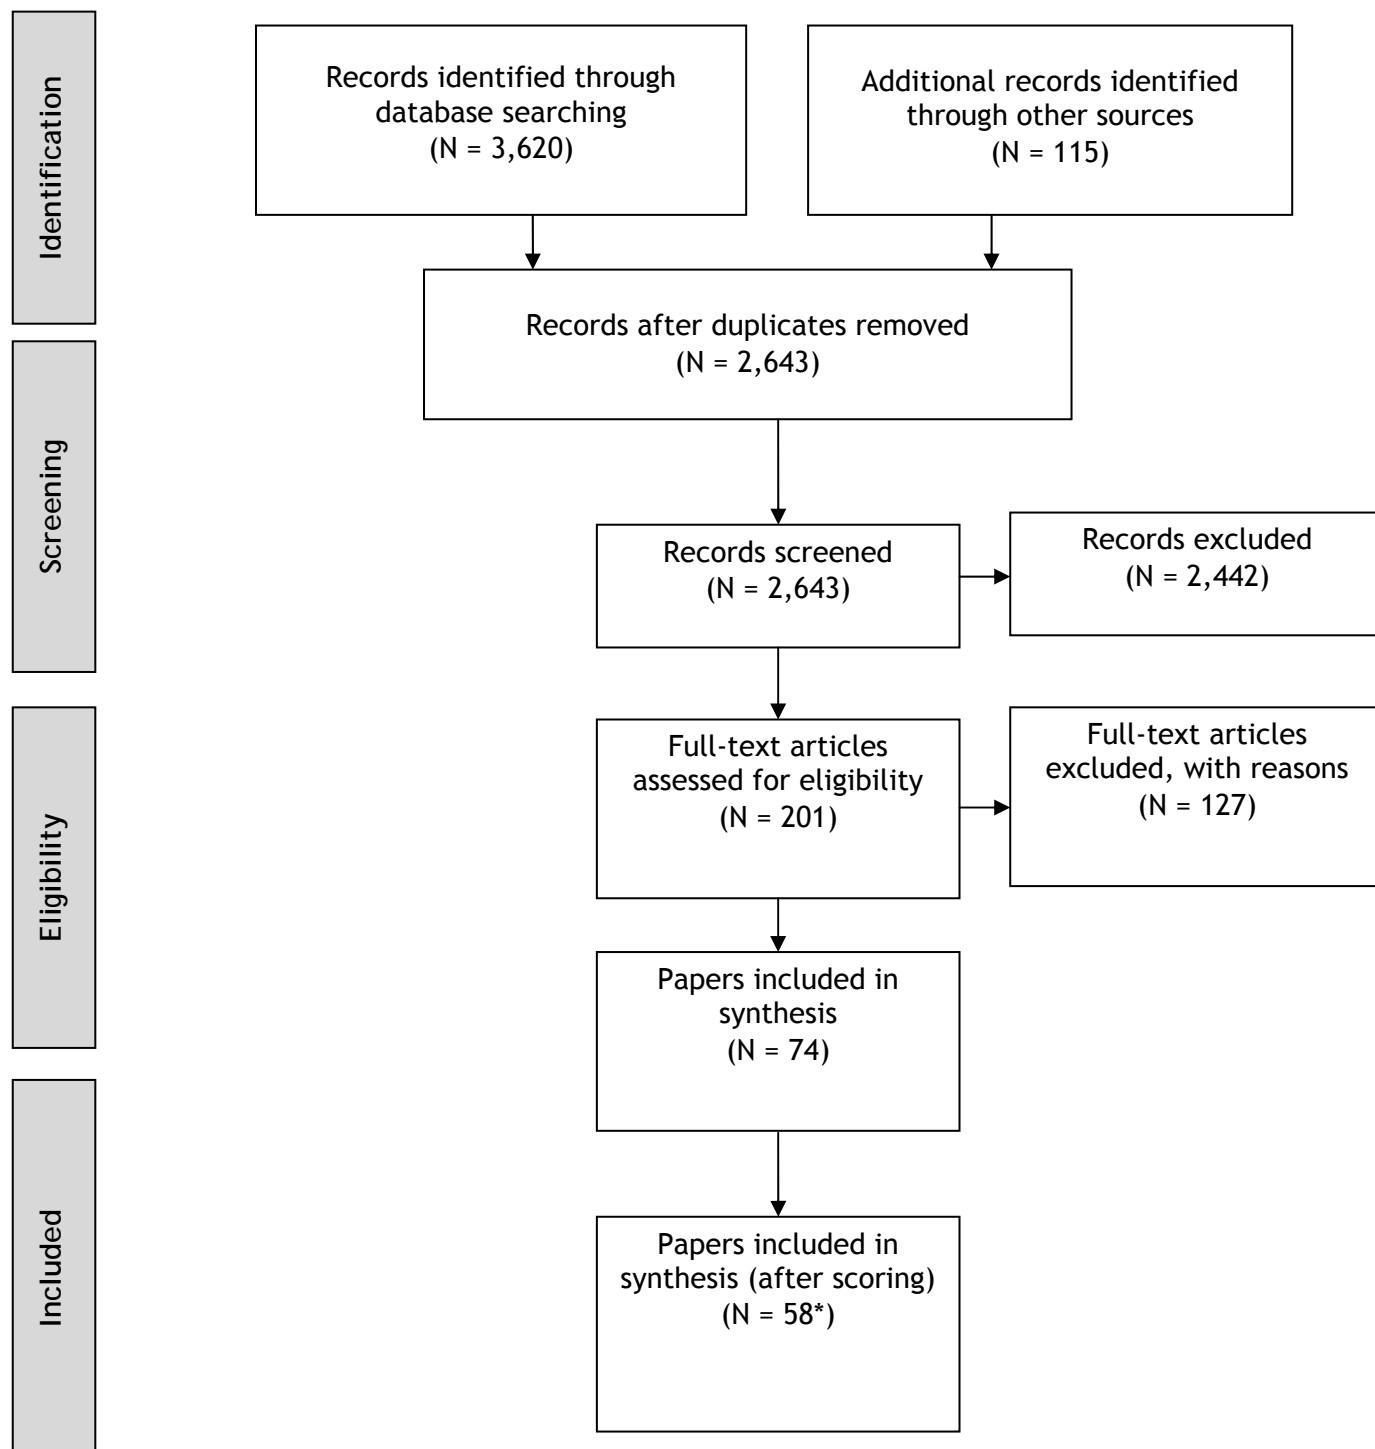 Identification
Records identified through
database searching
(N = 3,620)
Additional records identified
through other sources
(N = 115)
Records after duplicates removed
(N = 2,643)
Screening
Records screened
(N = 2,643)
Records excluded
(N = 2,442)
Eligibility
Full-text articles
assessed for eligibility
(N = 201)
Full-text articles
excluded, with reasons
(N = 127)
Papers included in
synthesis
(N = 74)
Included
Papers included in
synthesis (after scoring)
(N = 58*)